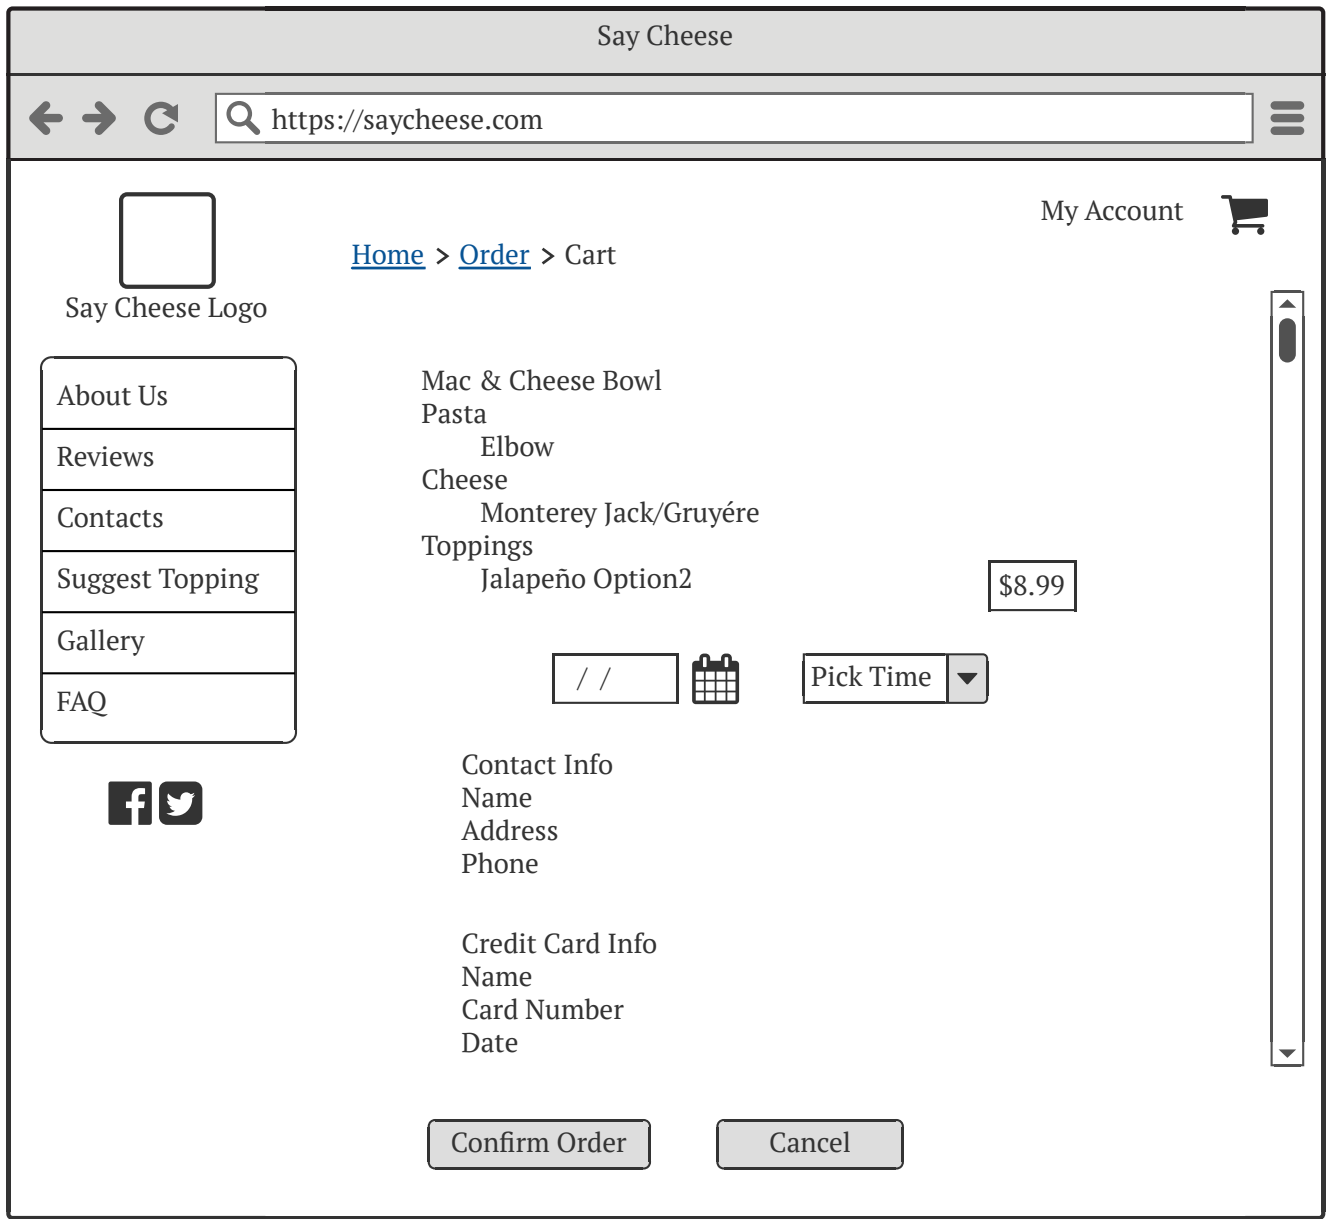 Say Cheese
https://saycheese.com
My Account
Home > Order > Cart
Say Cheese Logo
About Us
Reviews
Contacts
Suggest Topping
Gallery
FAQ
Mac & Cheese Bowl
Pasta
Elbow
Cheese
Monterey Jack/Gruyére
Toppings
Jalapeño Option2
$8.99
/ /
Pick Time
Contact Info
Name
Address
Phone
Credit Card Info
Name
Card Number
Date
Confirm Order
Cancel